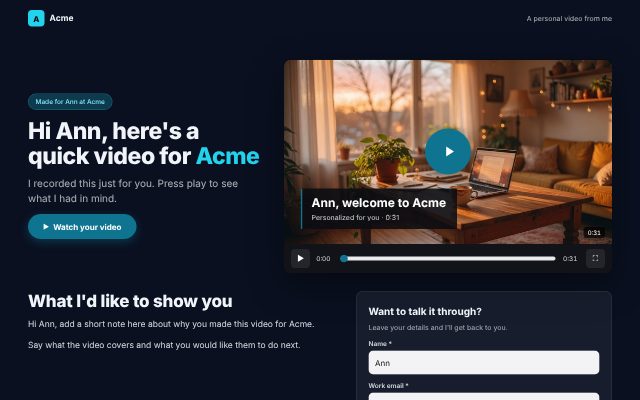 A Acme
A personal video from me
Made for Ann at Acme
Hi Ann, here's a
quick video for Acme
I recorded this just for you. Press play to see
what I had in mind.
Watch your video
Ann, welcome to Acme
Personalized for you · 0:31
0:31
0:00
0:31
What I'd like to show you
Hi Ann, add a short note here about why you made this video for Acme.
Say what the video covers and what you would like them to do next.
Want to talk it through?
Leave your details and I'll get back to you.
Name *
Ann
Work email *